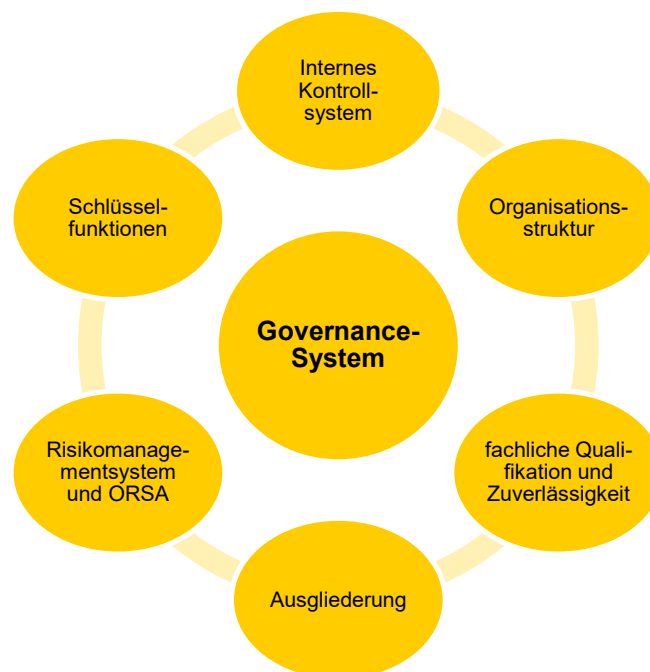 Internes
Kontroll-
system
Schlüssel-
funktionen
Organisations-
struktur
Governance-
System
Risikomanage-
mentsystem
und ORSA
fachliche Quali-
fikation und
Zuverlässigkeit
Ausgliederung